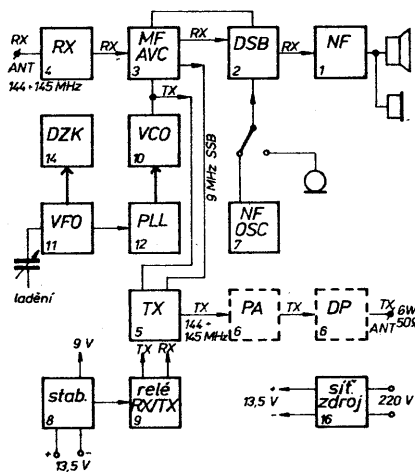 RX
ANT
144÷145 MHz
RX
4
RX
MF
AVC
3
RX
DSB
2
RX
NF
1
TX
DZK
14
VCO
10
9 MHz SSB
VFO
11
PLL
12
NF
OSC
7
ladění
TX
5
TX
144÷
145 MHz
PA
6
TX
DP
6
TX
ANT
6W
50Ω
TX
RX
9 V
stab.
8
relé
RX/TX
9
+
13,5 V
-
+
13,5 V
-
síť.
zdroj
16
220 V